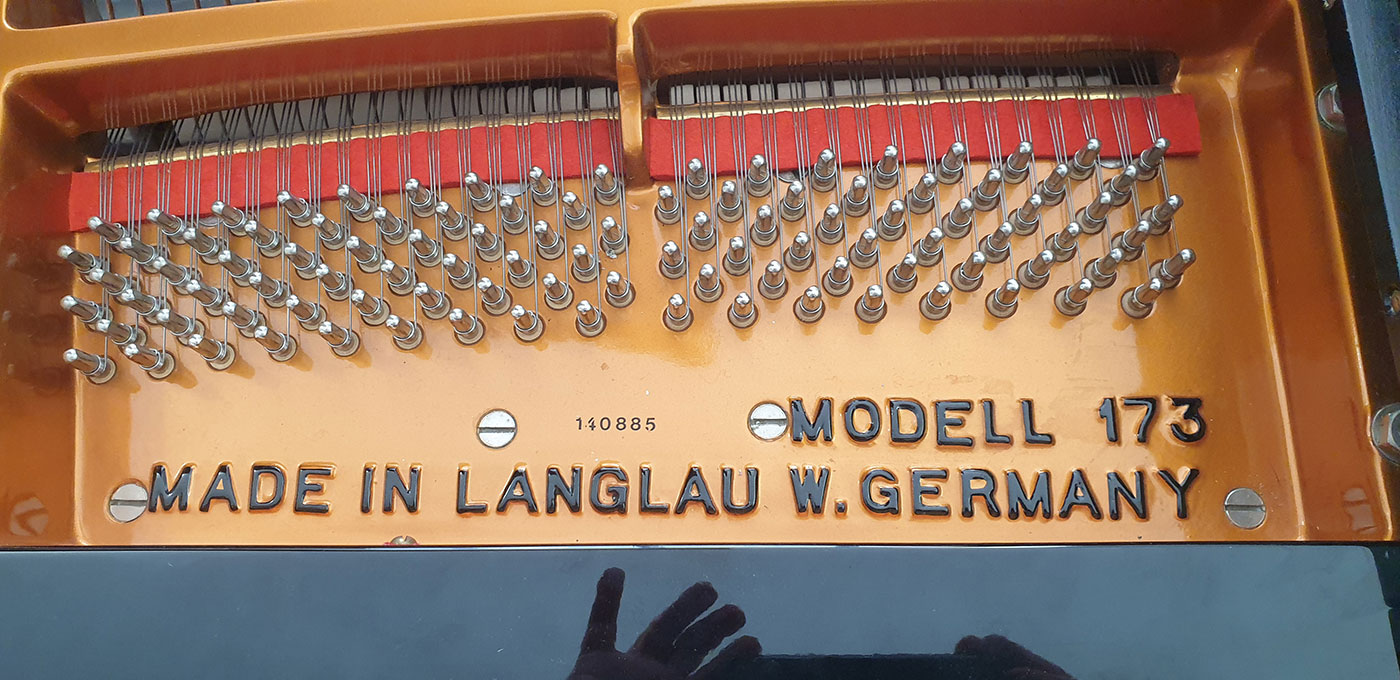 140885
MODELL 173
MADE IN LANGLAU W. GERMANY